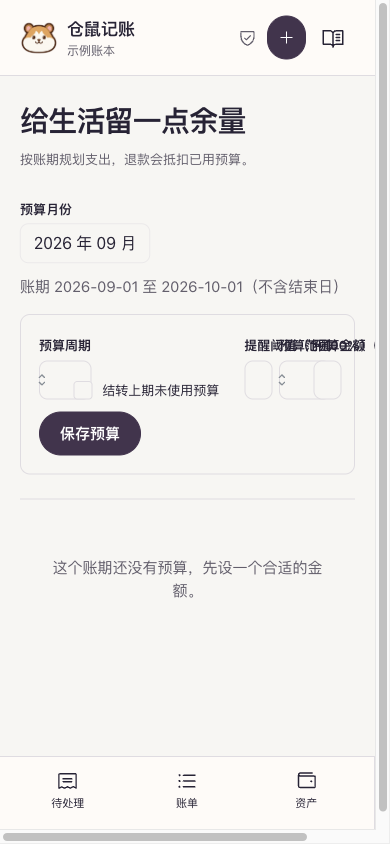 仓鼠记账
示例账本
给生活留一点余量
按账期规划支出，退款会抵扣已用预算。
预算月份
2026 年 09 月
账期 2026-09-01 至 2026-10-01（不含结束日）
预算周期
提醒阈值
结转上期未使用预算
保存预算
这个账期还没有预算，先设一个合适的金
额。
待处理
账单
资产